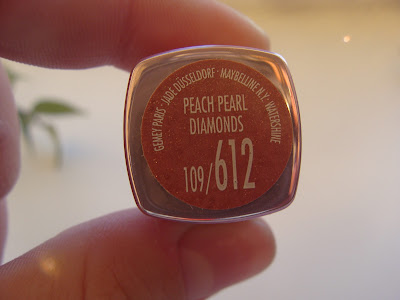 GEMEY PARIS · JADE DÜSSELDORF · MAYBELLINE N.Y. WATERSHINE
PEACH PEARL
DIAMONDS
109/612